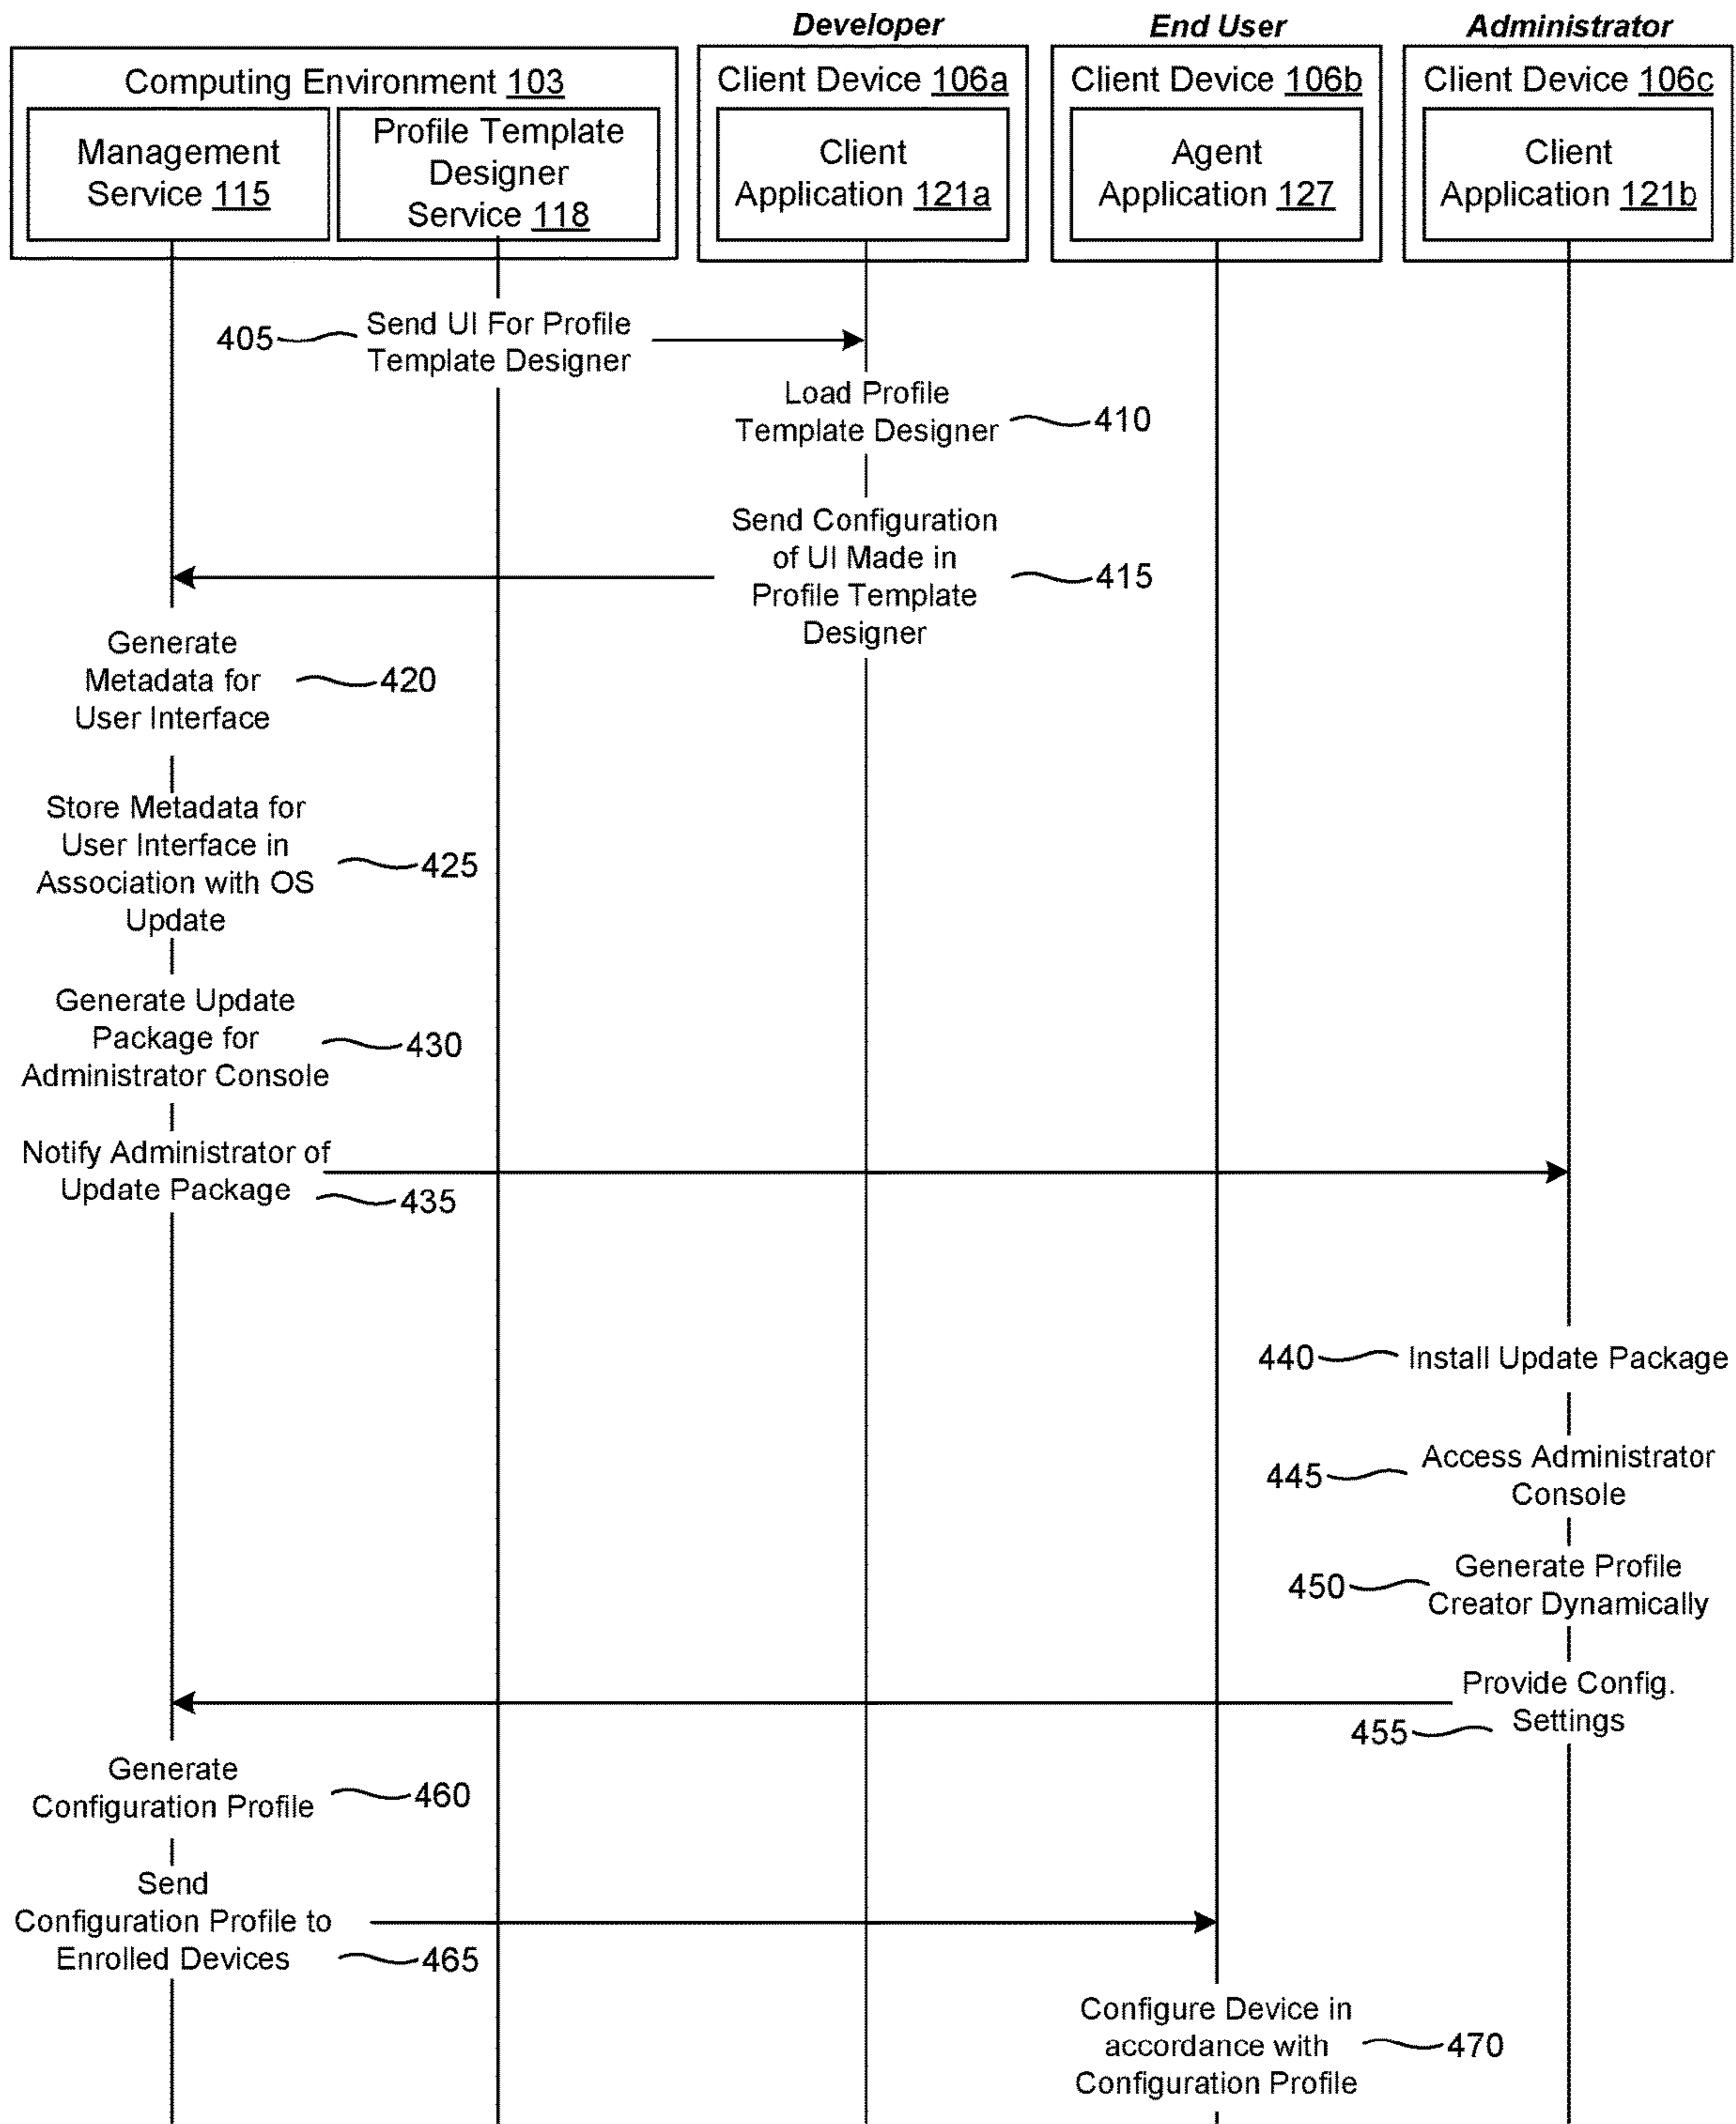 Developer
End User
Administrator
Computing Environment 103
Client Device 106a
Client Device 106b
Client Device 106c
Management
Service 115
Profile Template
Designer
Service 118
Client
Application 121a
Agent
Application 127
Client
Application 121b
405
Send UI For Profile
Template Designer
Load Profile
Template Designer
410
Send Configuration
of UI Made in
Profile Template
Designer
415
Generate
Metadata for
User Interface
420
Store Metadata for
User Interface in
Association with OS
Update
425
Generate Update
Package for
Administrator Console
430
Notify Administrator of
Update Package
435
440
Install Update Package
445
Access Administrator
Console
450
Generate Profile
Creator Dynamically
Provide Config.
Settings
455
Generate
Configuration Profile
460
Send
Configuration Profile to
Enrolled Devices
465
Configure Device in
accordance with
Configuration Profile
470